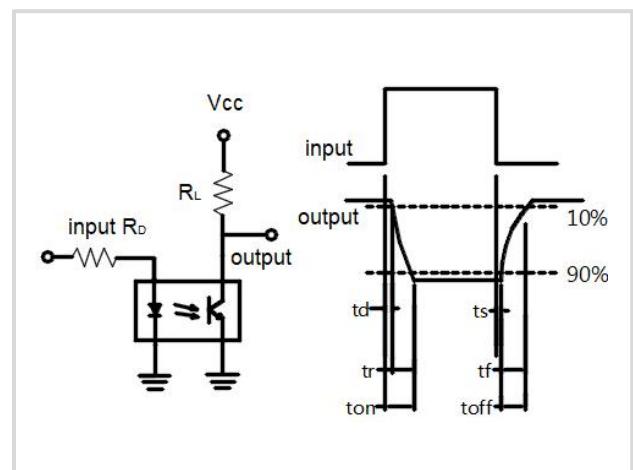 Vcc
RL
input RD
output
input
output
10%
90%
td
ts
tr
tf
ton
toff